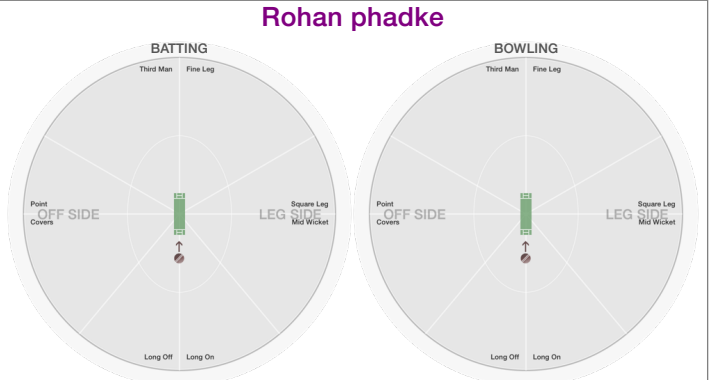 Rohan phadke
BATTING
Third Man Fine Leg
Point
OFF SIDE
Covers
Square Leg
LEG SIDE
Mid Wicket
Long Off Long On
BOWLING
Third Man Fine Leg
Point
OFF SIDE
Covers
Square Leg
LEG SIDE
Mid Wicket
Long Off Long On